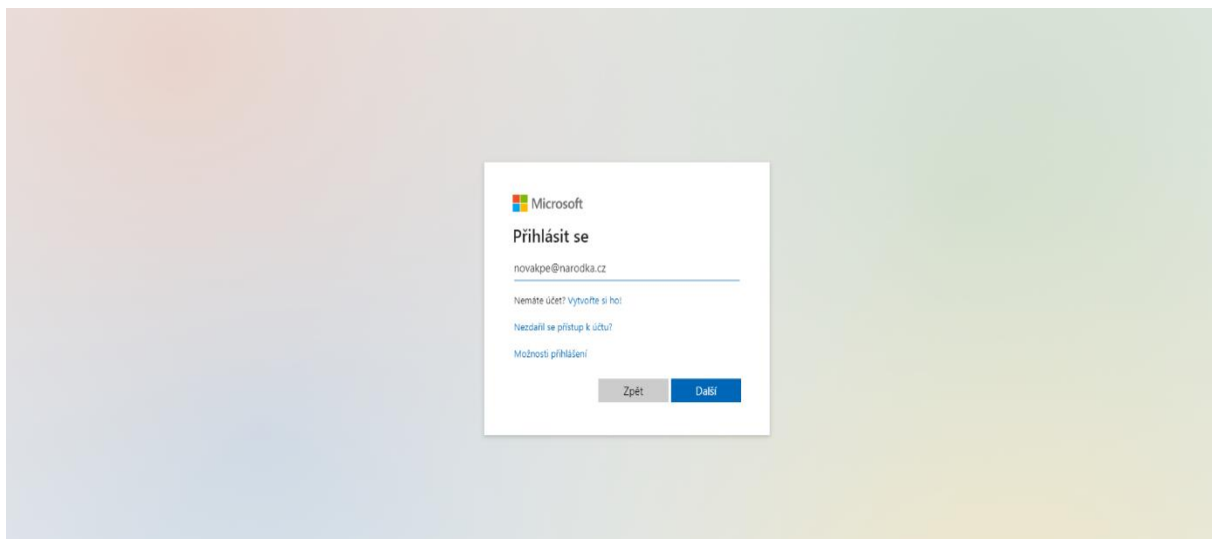 Microsoft
Přihlásit se
novakpe@narodka.cz
Nemáte účet? Vytvořte si ho!
Nezdařil se přístup k účtu?
Možnosti přihlášení
Zpět Další